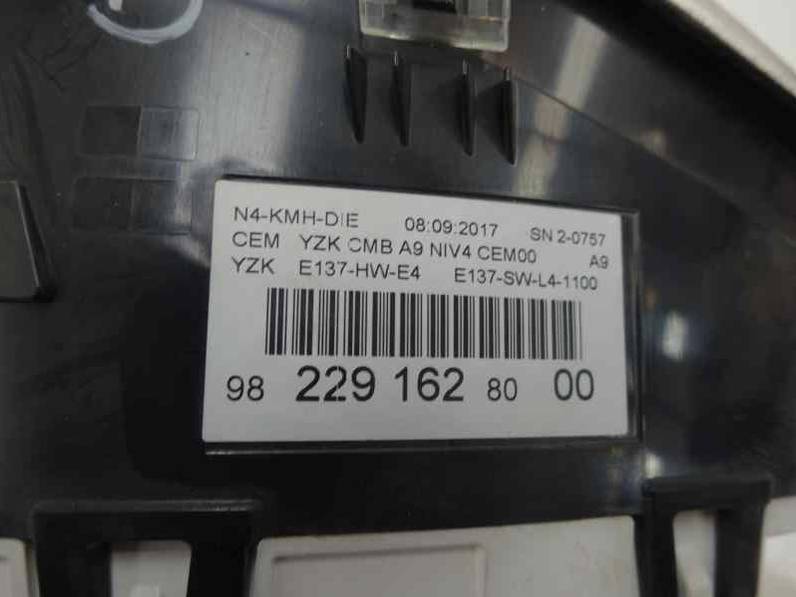 N4-KMH-DIE 08:09:2017 SN 2-0757
CEM YZK CMB A9 NIV4 CEM00 A9
YZK E137-HW-E4 E137-SW-L4-1100
98 229 162 80 00